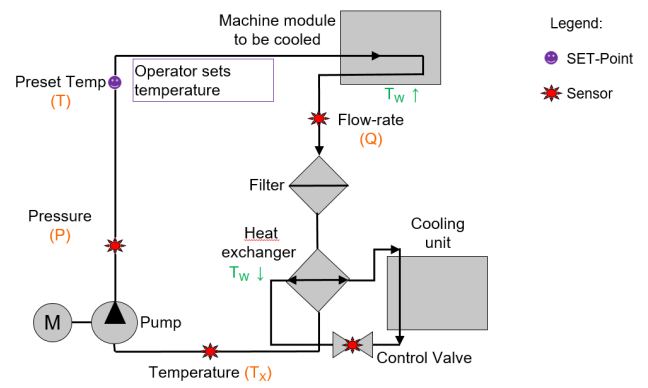 Machine module
to be cooled
Legend:
SET-Point
Sensor
Preset Temp
(T)
Operator sets
temperature
Tw ↑
Flow-rate
(Q)
Filter
Pressure
(P)
Heat
exchanger
Tw ↓
Cooling
unit
M
Pump
Control Valve
Temperature (Tx)